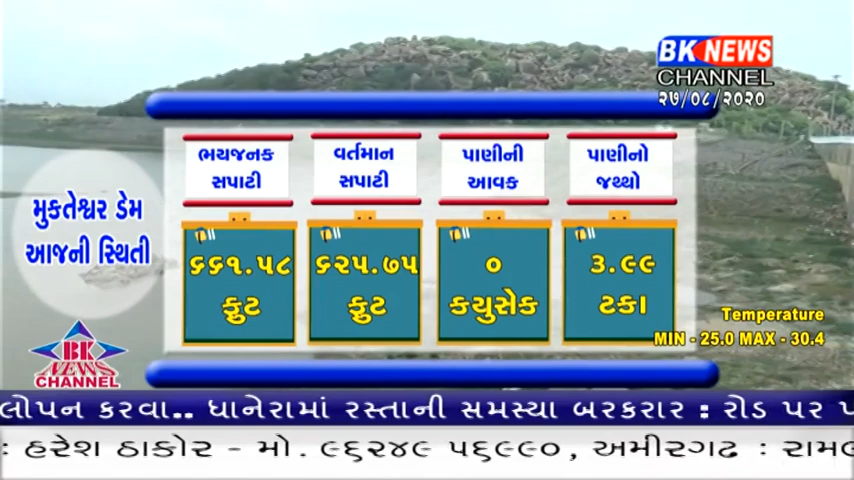 BK NEWS
CHANNEL
૨૭/૦૮/૨૦૨૦
ભયજનક
સપાટી
વર્તમાન
સપાટી
પાણીની
આવક
પાણીનો
જથ્થો
મુકતેશ્વર ડેમ
આજની સ્થિતી
૬૬૧.૫૮
ફુટ
૬૨૫.૭૫
ફુટ
૦
કયુસેક
૩.૯૯
ટકા
Temperature
MIN - 25.0 MAX - 30.4
BK
NEWS
CHANNEL
લોપન કરવા.. ધાનેરામાં રસ્તાની સમસ્યા બરકરાર : રોડ પર
: હરેશ ઠાકોર - મો. ૯૬૨૪૯ ૫૬૯૯૦, અમીરગઢ : રામ